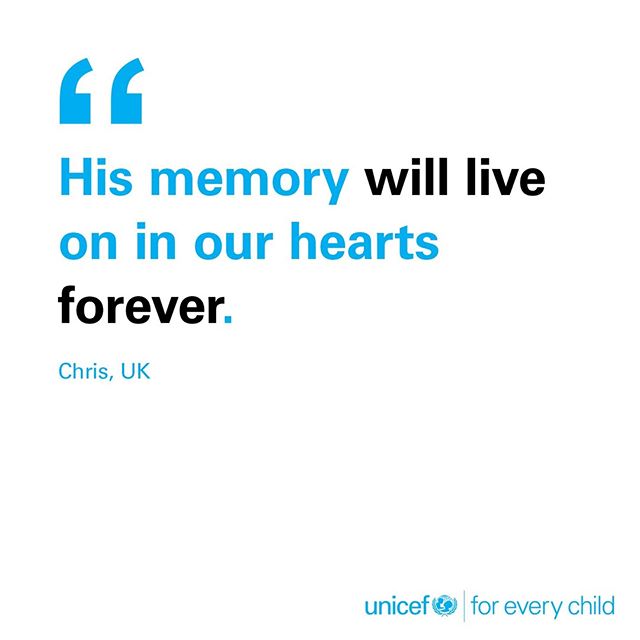 “
His memory will live
on in our hearts
forever.
Chris, UK
unicef for every child